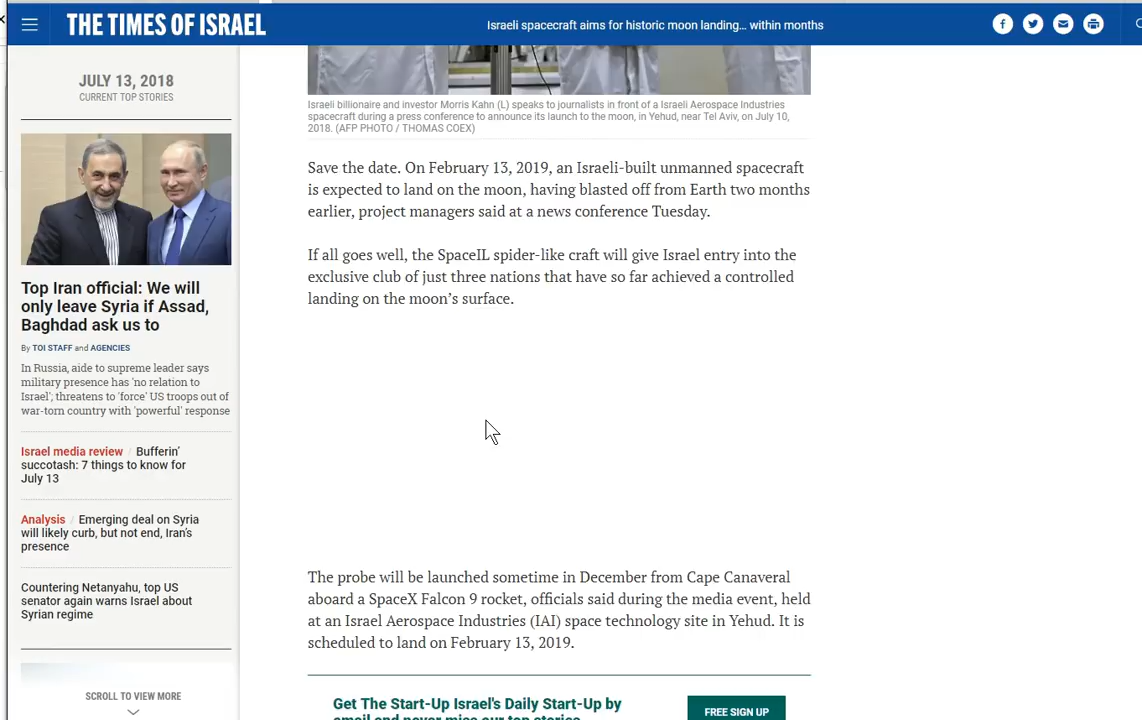 THE TIMES OF ISRAEL
Israeli spacecraft aims for historic moon landing... within months
JULY 13, 2018
CURRENT TOP STORIES
Top Iran official: We will
only leave Syria if Assad,
Baghdad ask us to
By TOI STAFF and AGENCIES
In Russia, aide to supreme leader says
military presence has 'no relation to
Israel'; threatens to 'force' US troops out of
war-torn country with 'powerful' response
Israel media review / Bufferin'
succotash: 7 things to know for
July 13
Analysis / Emerging deal on Syria
will likely curb, but not end, Iran's
presence
Countering Netanyahu, top US
senator again warns Israel about
Syrian regime
SCROLL TO VIEW MORE
Israeli billionaire and investor Morris Kahn (L) speaks to journalists in front of a Israeli Aerospace Industries
spacecraft during a press conference to announce its launch to the moon, in Yehud, near Tel Aviv, on July 10,
2018. (AFP PHOTO / THOMAS COEX)
Save the date. On February 13, 2019, an Israeli-built unmanned spacecraft
is expected to land on the moon, having blasted off from Earth two months
earlier, project managers said at a news conference Tuesday.
If all goes well, the SpaceIL spider-like craft will give Israel entry into the
exclusive club of just three nations that have so far achieved a controlled
landing on the moon's surface.
The probe will be launched sometime in December from Cape Canaveral
aboard a SpaceX Falcon 9 rocket, officials said during the media event, held
at an Israel Aerospace Industries (IAI) space technology site in Yehud. It is
scheduled to land on February 13, 2019.
Get The Start-Up Israel's Daily Start-Up by
email and never miss our top stories
FREE SIGN UP